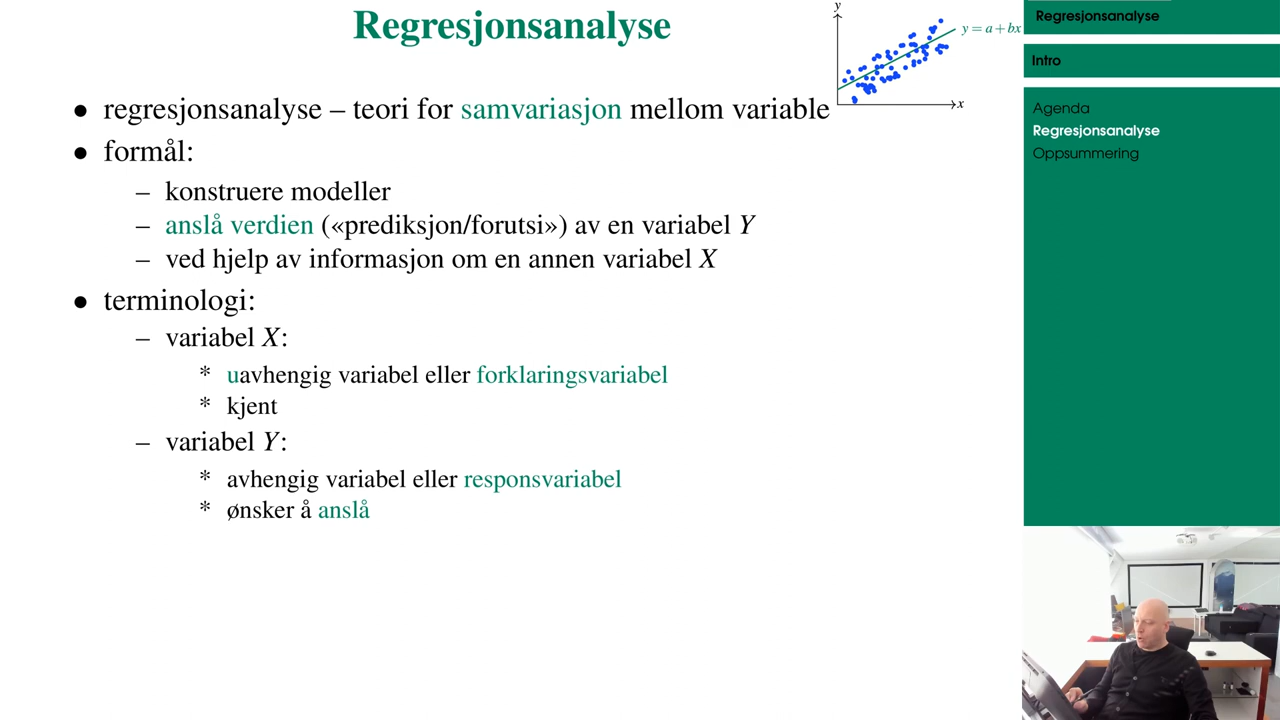 Regresjonsanalyse
y
y = a + bx
x
• regresjonsanalyse – teori for samvariasjon mellom variable
• formål:
– konstruere modeller
– anslå verdien («prediksjon/forutsi») av en variabel Y
– ved hjelp av informasjon om en annen variabel X
• terminologi:
– variabel X:
* uavhengig variabel eller forklaringsvariabel
* kjent
– variabel Y:
* avhengig variabel eller responsvariabel
* ønsker å anslå
Regresjonsanalyse
Intro
Agenda
Regresjonsanalyse
Oppsummering